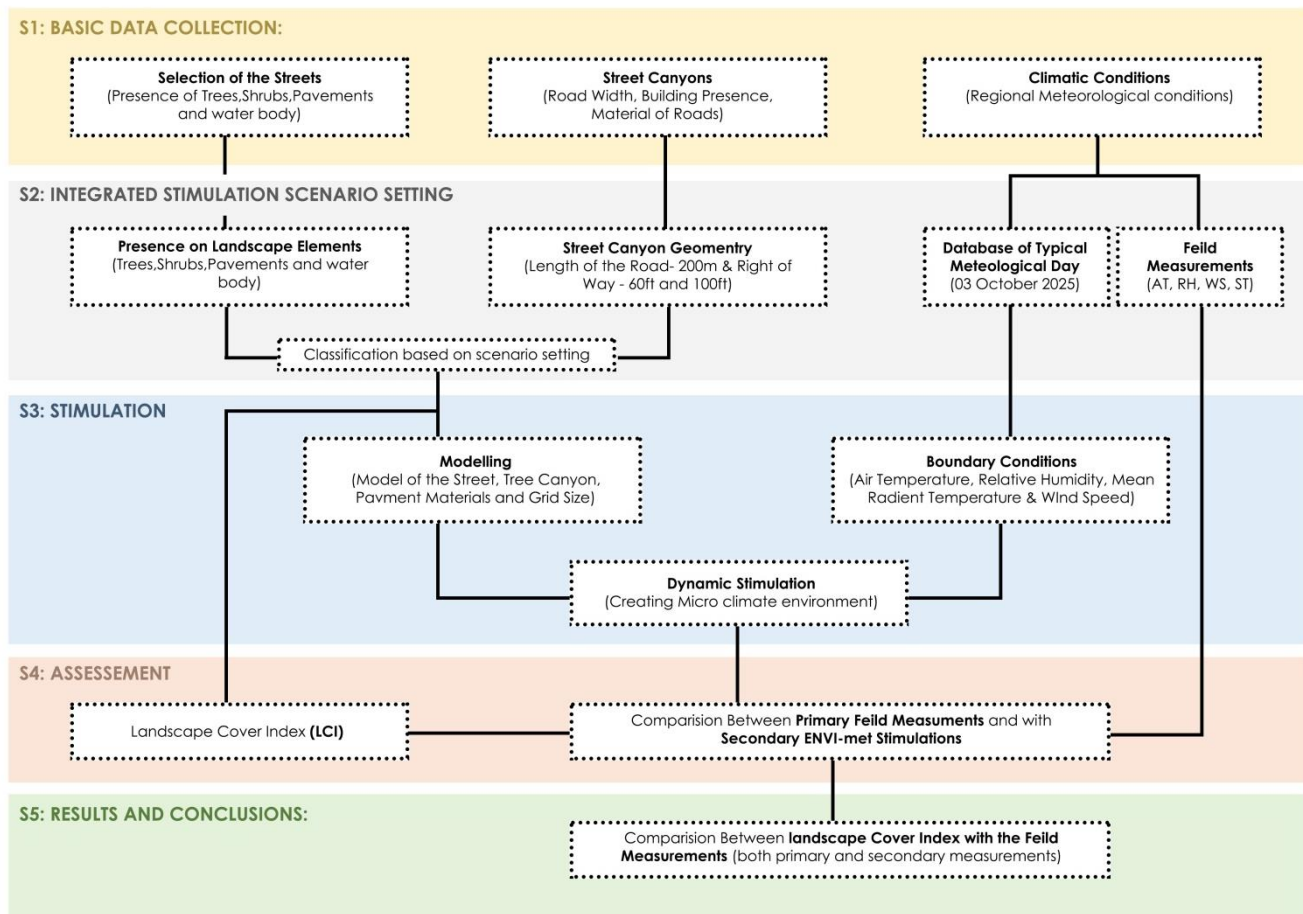 S1: BASIC DATA COLLECTION:
Selection of the Streets
(Presence of Trees,Shrubs,Pavements
and water body)
Street Canyons
(Road Width, Building Presence,
Material of Roads)
Climatic Conditions
(Regional Meteorological conditions)
S2: INTEGRATED STIMULATION SCENARIO SETTING
Presence on Landscape Elements
(Trees,Shrubs,Pavements and water
body)
Street Canyon Geomentry
(Length of the Road- 200m & Right of
Way - 60ft and 100ft)
Database of Typical
Meteological Day
(03 October 2025)
Feild
Measurements
(AT, RH, WS, ST)
Classification based on scenario setting
S3: STIMULATION
Modelling
(Model of the Street, Tree Canyon,
Pavment Materials and Grid Size)
Boundary Conditions
(Air Temperature, Relative Humidity, Mean
Radient Temperature & WInd Speed)
Dynamic Stimulation
(Creating Micro climate environment)
S4: ASSESSEMENT
Landscape Cover Index (LCI)
Comparision Between Primary Feild Measuments and with
Secondary ENVI-met Stimulations
S5: RESULTS AND CONCLUSIONS:
Comparision Between landscape Cover Index with the Feild
Measurements (both primary and secondary measurements)